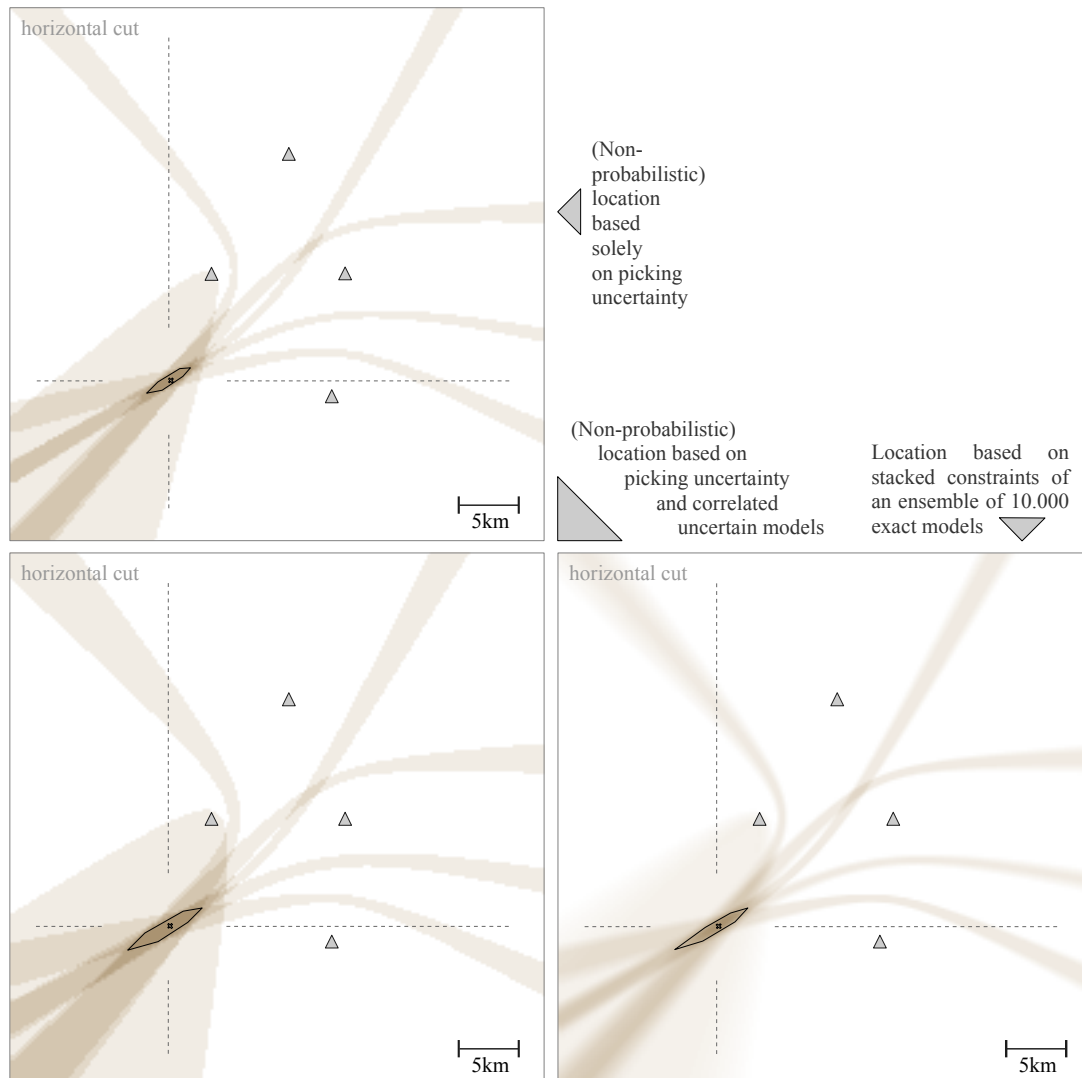 horizontal cut
(Non-
probabilistic)
location
based
solely
on picking
uncertainty
5km
(Non-probabilistic)
location based on
picking uncertainty
and correlated
uncertain models
Location based on
stacked constraints of
an ensemble of 10.000
exact models
horizontal cut
5km
horizontal cut
5km